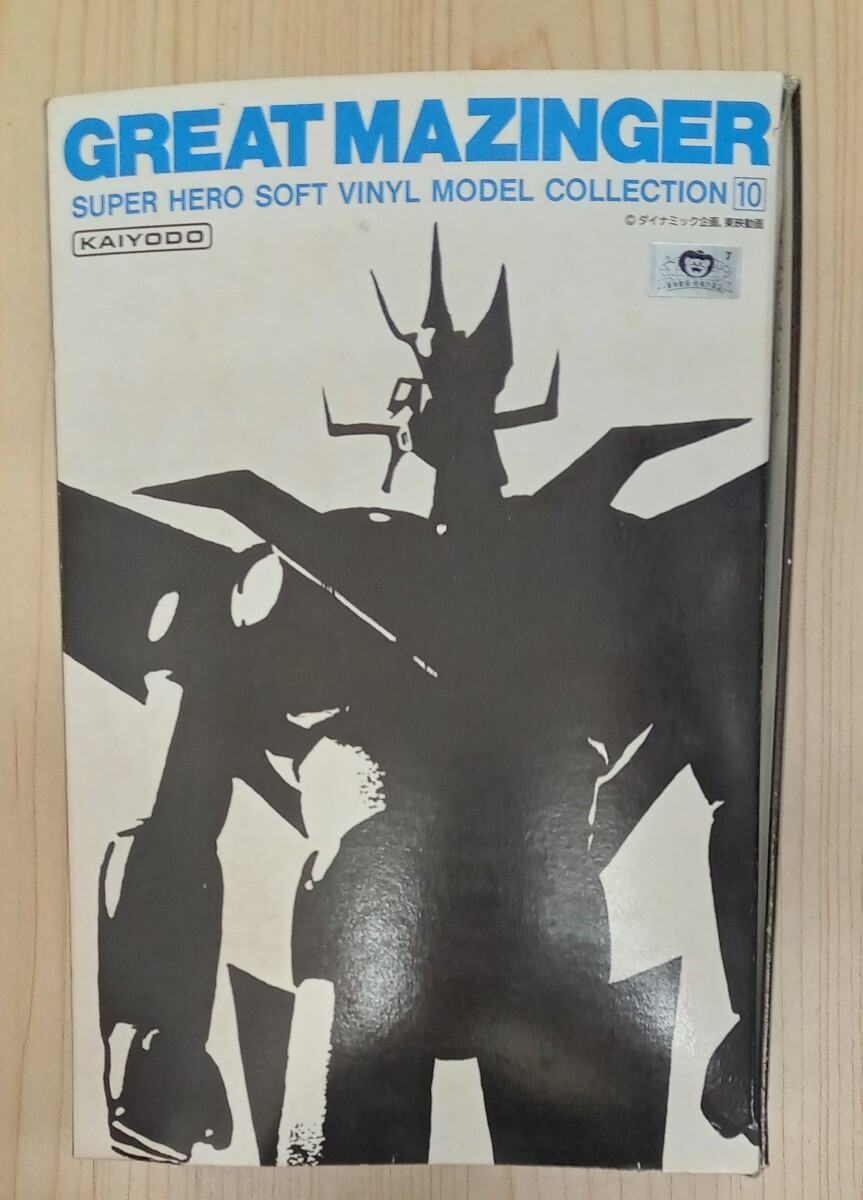 GREAT MAZINGER
SUPER HERO SOFT VINYL MODEL COLLECTION 10
KAIYODO
©ダイナミック企画,東映動画
7